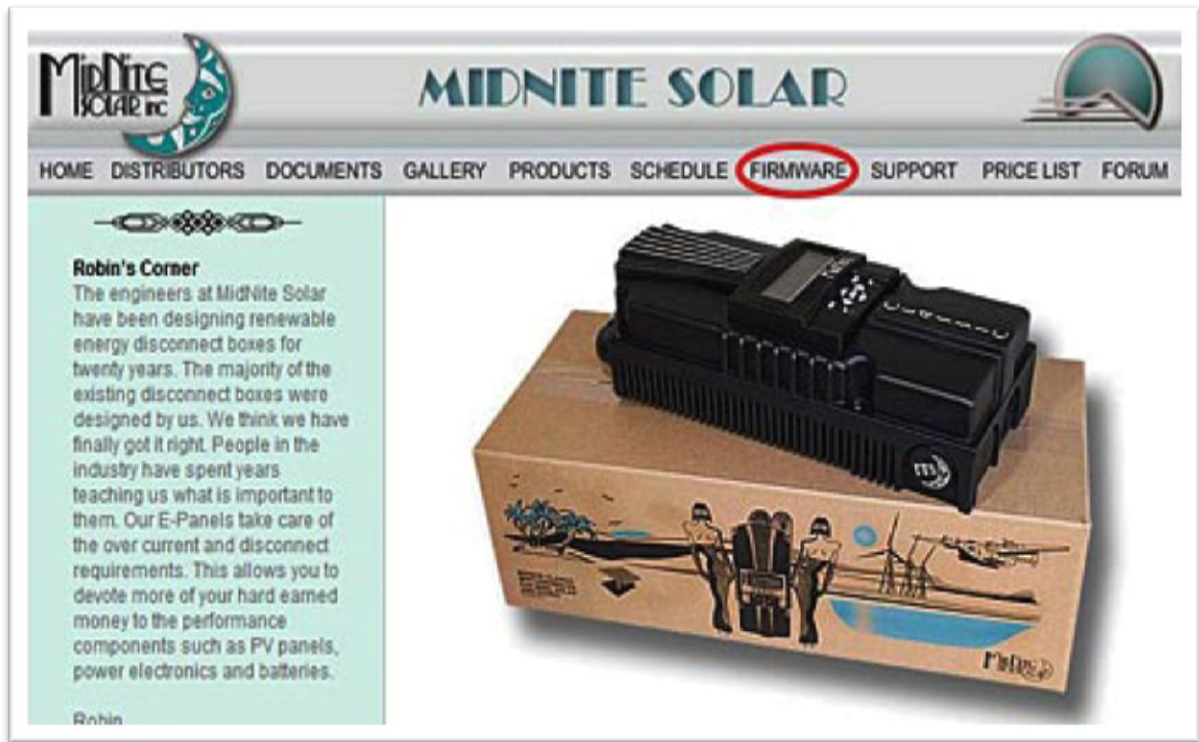 MIDNITE
SOLAR INC
MIDNITE SOLAR
HOME DISTRIBUTORS DOCUMENTS GALLERY PRODUCTS SCHEDULE FIRMWARE SUPPORT PRICE LIST FORUM
Robin's Corner
The engineers at MidNite Solar
have been designing renewable
energy disconnect boxes for
twenty years. The majority of the
existing disconnect boxes were
designed by us. We think we have
finally got it right. People in the
industry have spent years
teaching us what is important to
them. Our E-Panels take care of
the over current and disconnect
requirements. This allows you to
devote more of your hard earned
money to the performance
components such as PV panels,
power electronics and batteries.
Robin
CLASSIC
MidNite